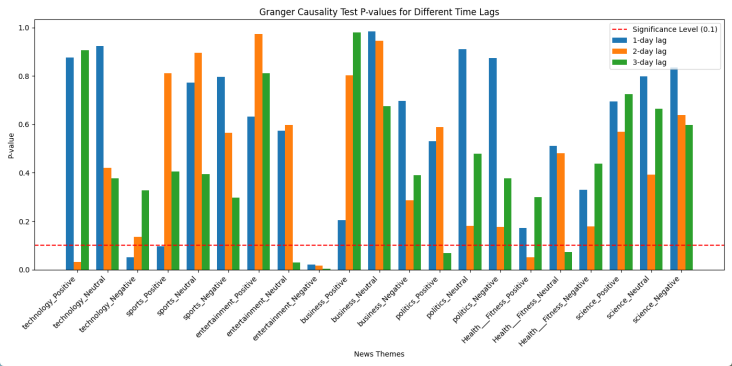 Granger Causality Test P-values for Different Time Lags
Significance Level (0.1)
1-day lag
2-day lag
3-day lag
P-value
1.0
0.8
0.6
0.4
0.2
0.0
technology_Positive
technology_Neutral
technology_Negative
sports_Positive
sports_Neutral
sports_Negative
entertainment_Positive
entertainment_Neutral
entertainment_Negative
business_Positive
business_Neutral
business_Negative
politics_Positive
politics_Neutral
politics_Negative
Health___Fitness_Positive
Health___Fitness_Neutral
Health___Fitness_Negative
science_Positive
science_Neutral
science_Negative
News Themes